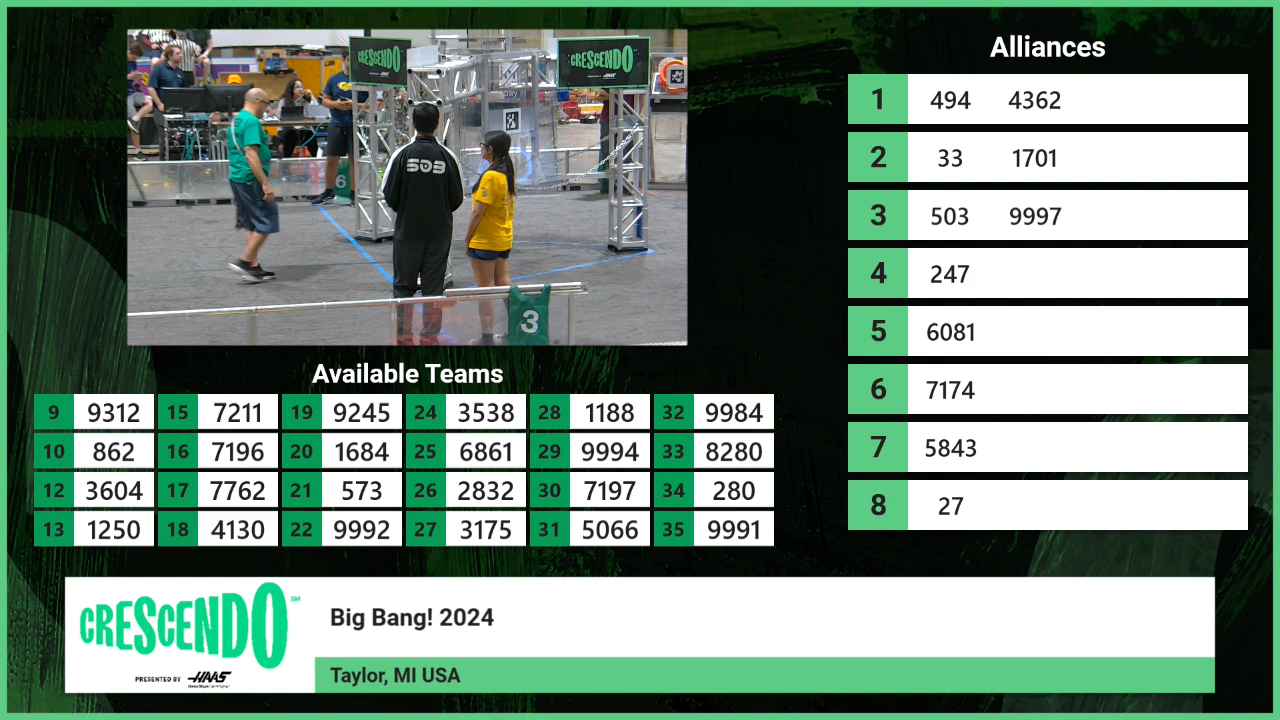 CRESCENDO
CRESCENDO
503
6
3
Alliances
1 494 4362
2 33 1701
3 503 9997
4 247
5 6081
6 7174
7 5843
8 27
Available Teams
9 9312 15 7211 19 9245 24 3538 28 1188 32 9984
10 862 16 7196 20 1684 25 6861 29 9994 33 8280
12 3604 17 7762 21 573 26 2832 30 7197 34 280
13 1250 18 4130 22 9992 27 3175 31 5066 35 9991
CRESCENDO SM
PRESENTED BY HAAS
Big Bang! 2024
Taylor, MI USA